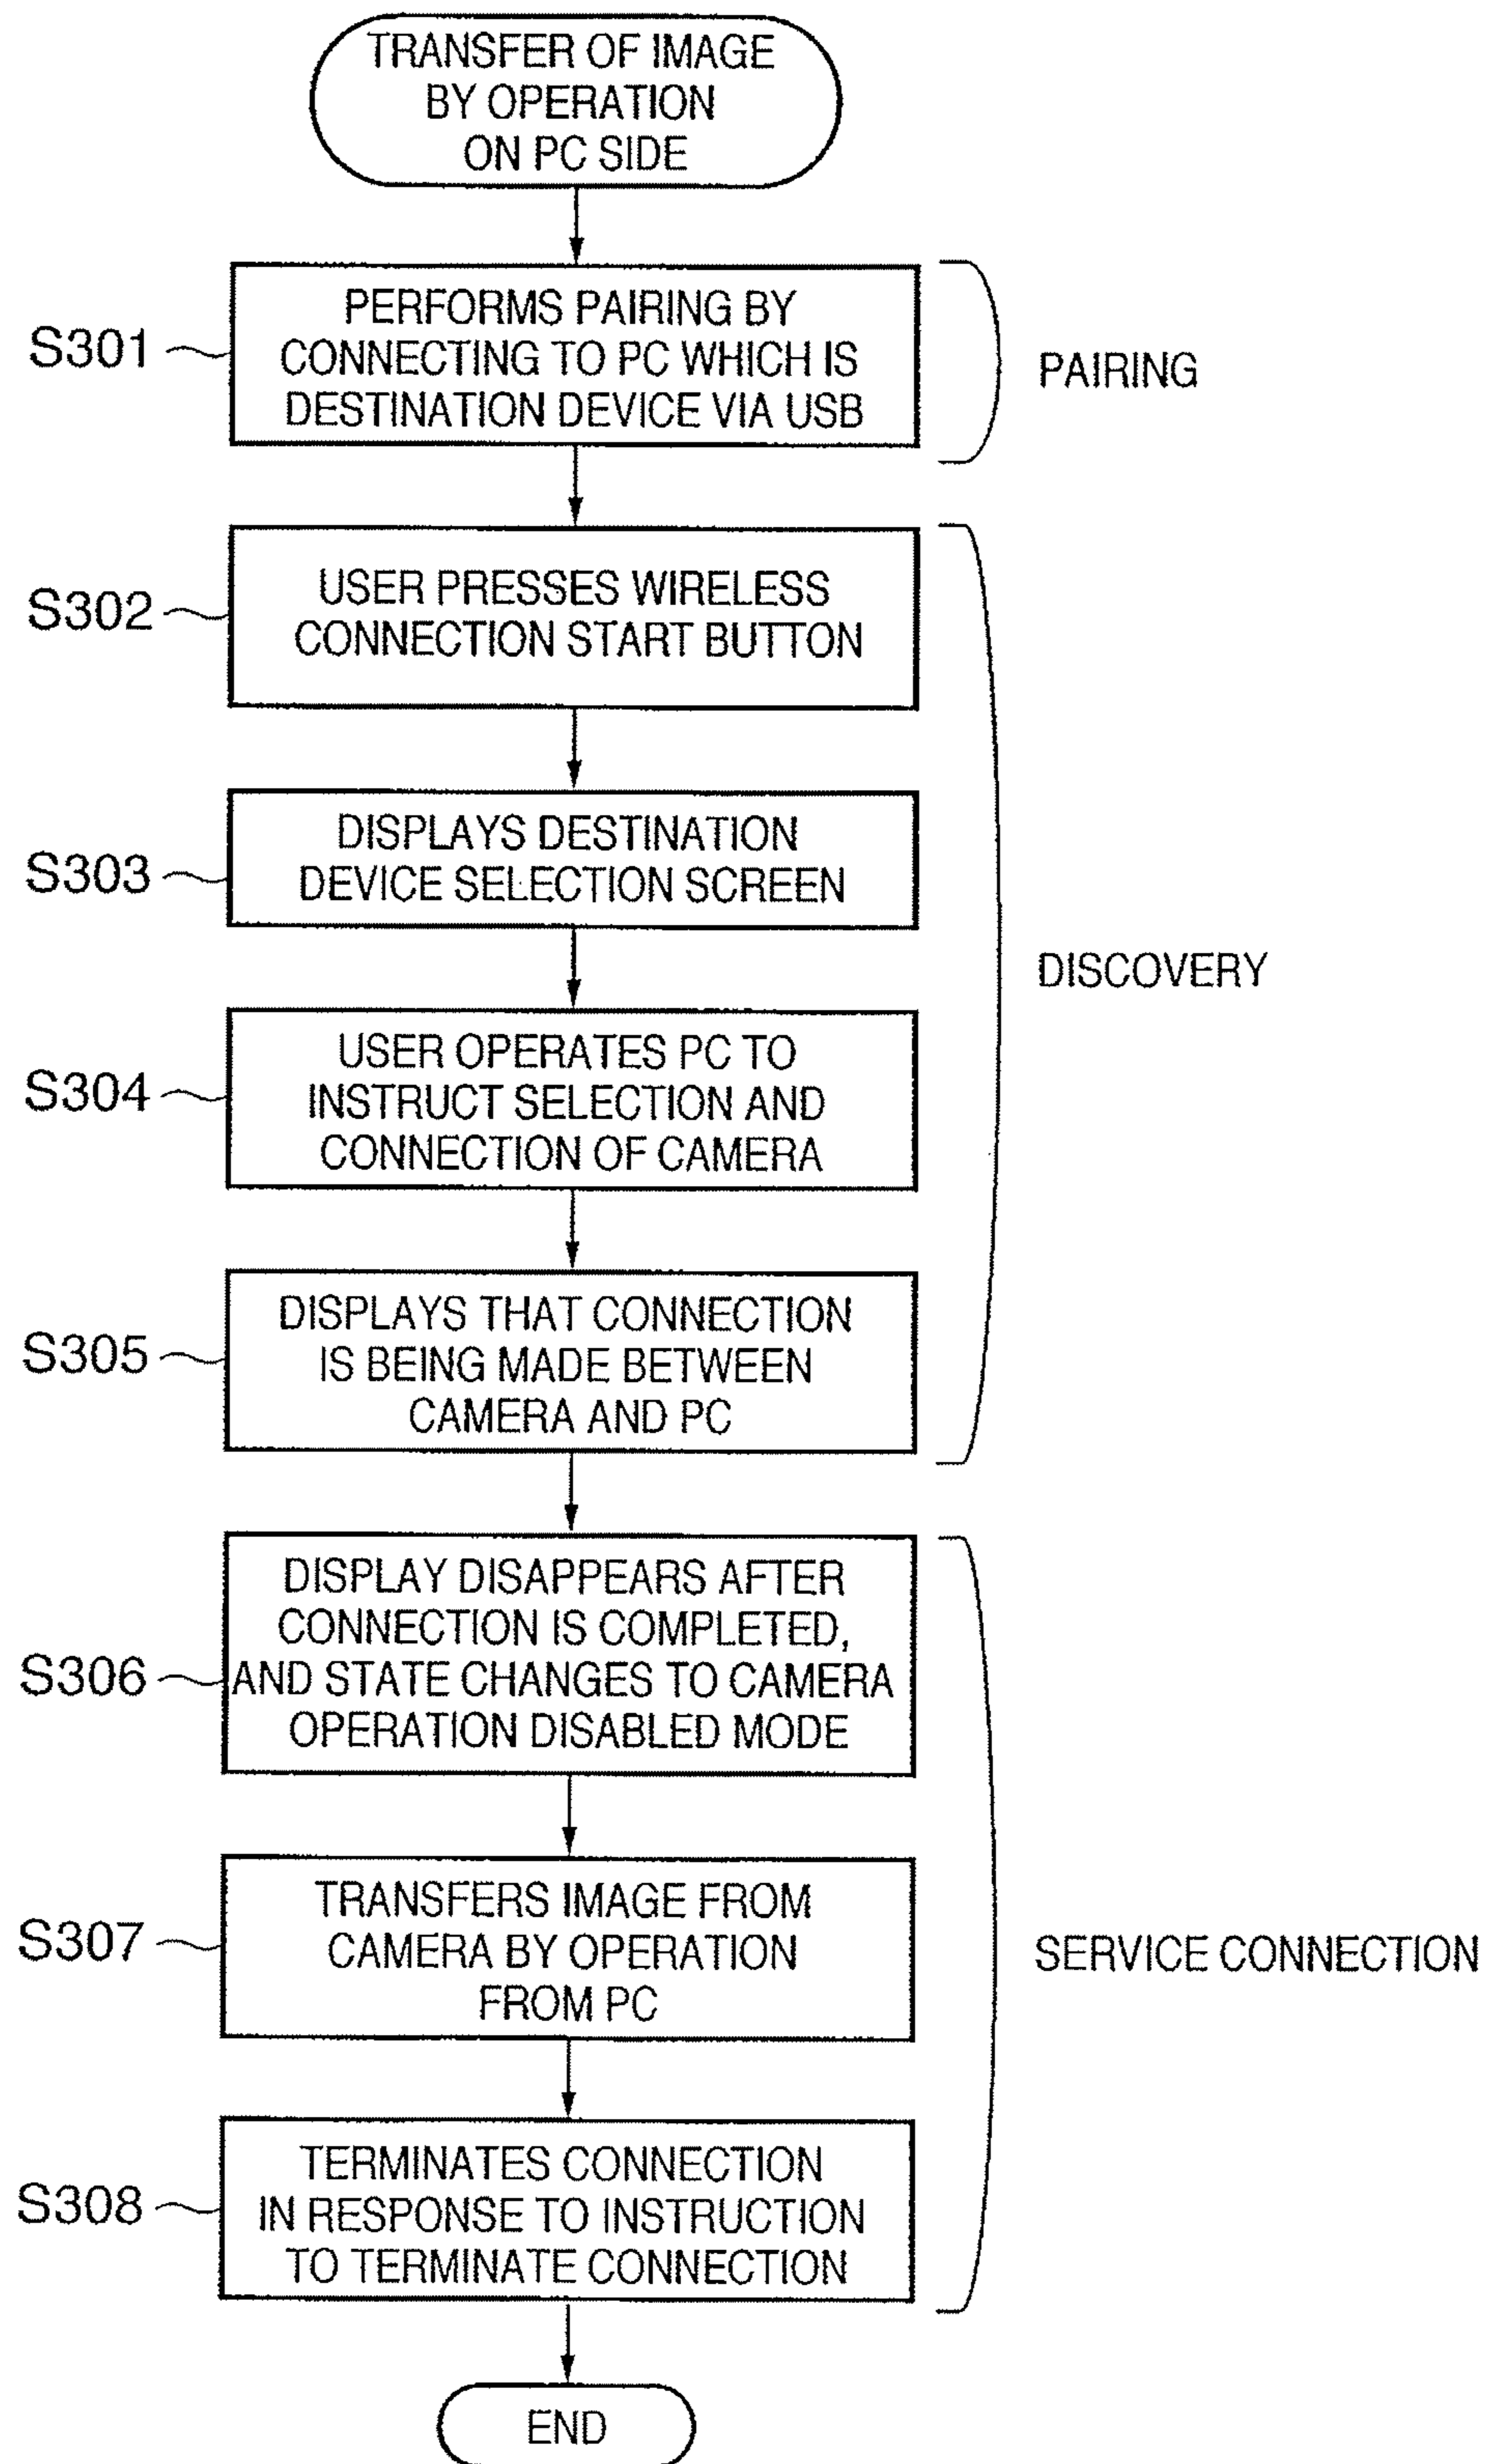 TRANSFER OF IMAGE
BY OPERATION
ON PC SIDE
S301
PERFORMS PAIRING BY
CONNECTING TO PC WHICH IS
DESTINATION DEVICE VIA USB
PAIRING
S302
USER PRESSES WIRELESS
CONNECTION START BUTTON
S303
DISPLAYS DESTINATION
DEVICE SELECTION SCREEN
DISCOVERY
S304
USER OPERATES PC TO
INSTRUCT SELECTION AND
CONNECTION OF CAMERA
S305
DISPLAYS THAT CONNECTION
IS BEING MADE BETWEEN
CAMERA AND PC
S306
DISPLAY DISAPPEARS AFTER
CONNECTION IS COMPLETED,
AND STATE CHANGES TO CAMERA
OPERATION DISABLED MODE
S307
TRANSFERS IMAGE FROM
CAMERA BY OPERATION
FROM PC
SERVICE CONNECTION
S308
TERMINATES CONNECTION
IN RESPONSE TO INSTRUCTION
TO TERMINATE CONNECTION
END